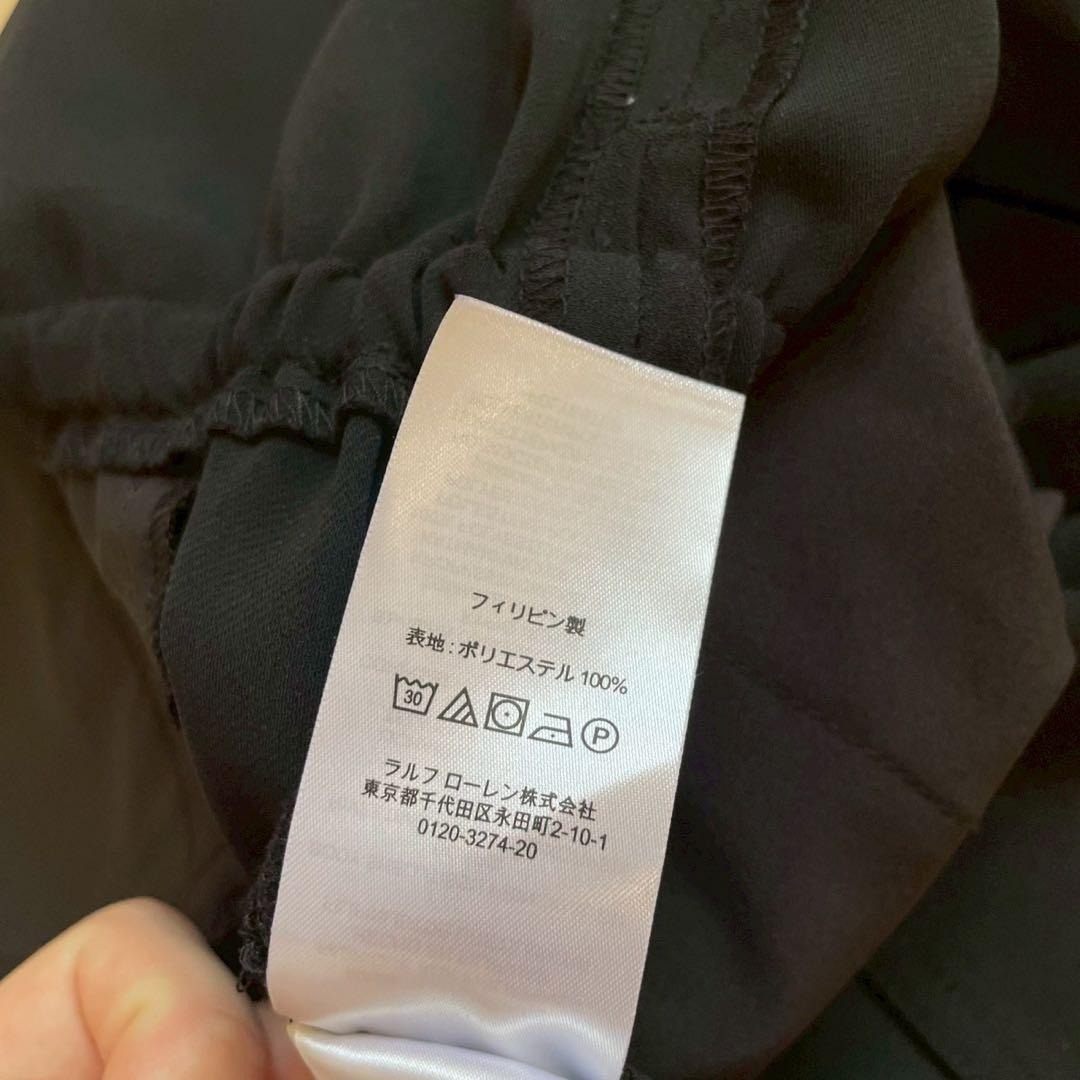 フィリピン製
表地 : ポリエステル 100%
30 P
ラルフ ローレン株式会社
東京都千代田区永田町2-10-1
0120-3274-20